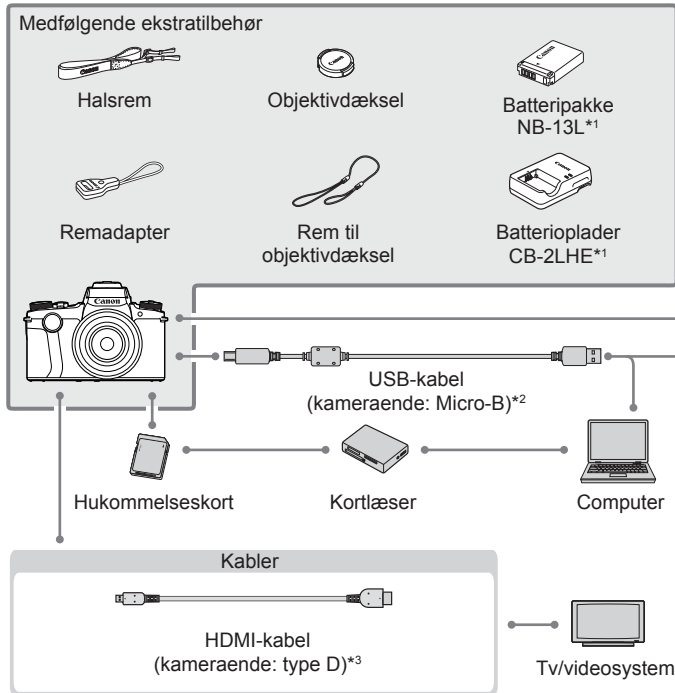 Medfølgende ekstratilbehør
Halsrem
Objektivdæksel
Batteripakke
NB-13L*1
Remadapter
Rem til
objektivdæksel
Batterioplader
CB-2LHE*1
Canon
USB-kabel
(kameraende: Micro-B)*2
Hukommelseskort
Kortlæser
Computer
Kabler
HDMI-kabel
(kameraende: type D)*3
Tv/videosystem